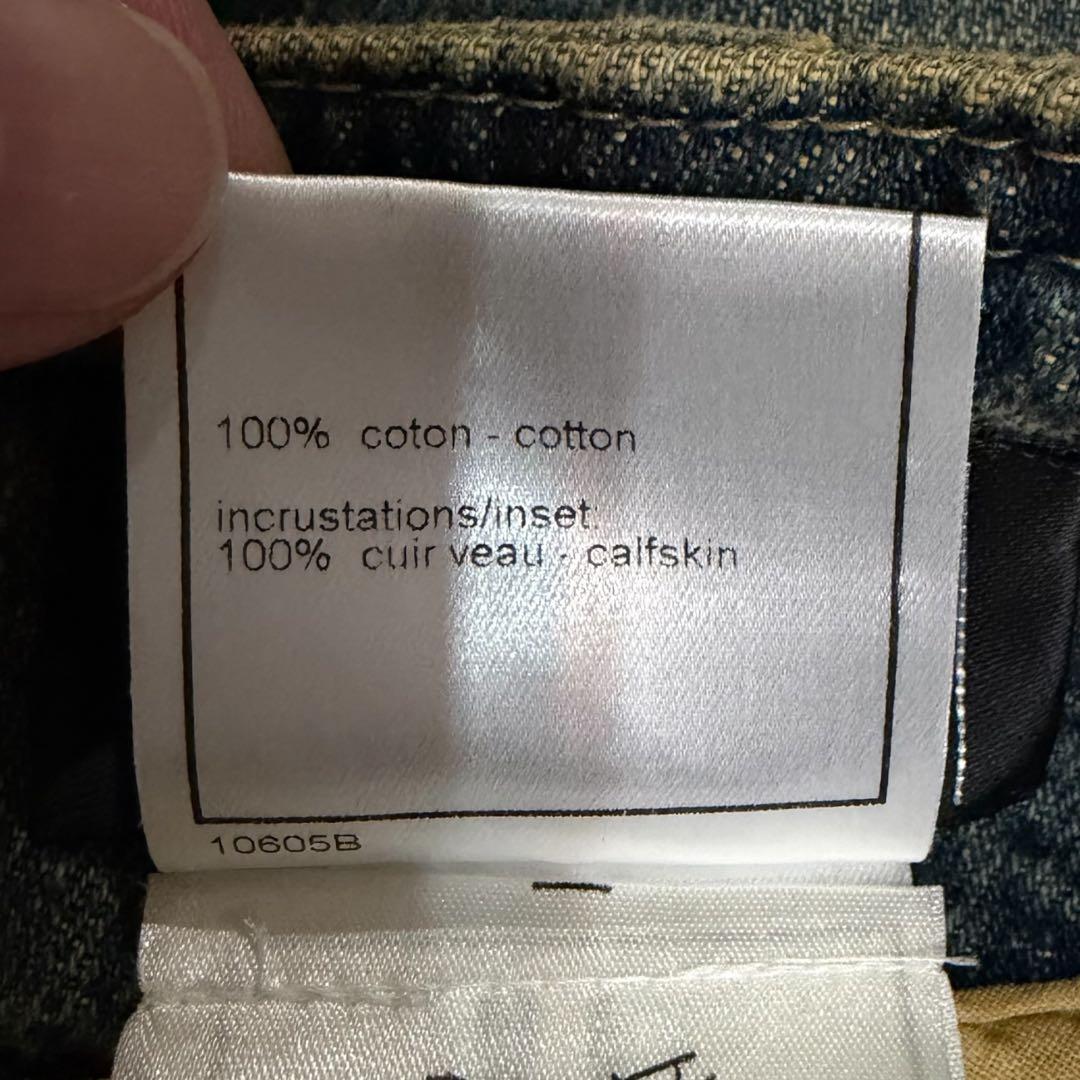 100% coton - cotton
incrustations/inset:
100% cuir veau - calfskin
10605B